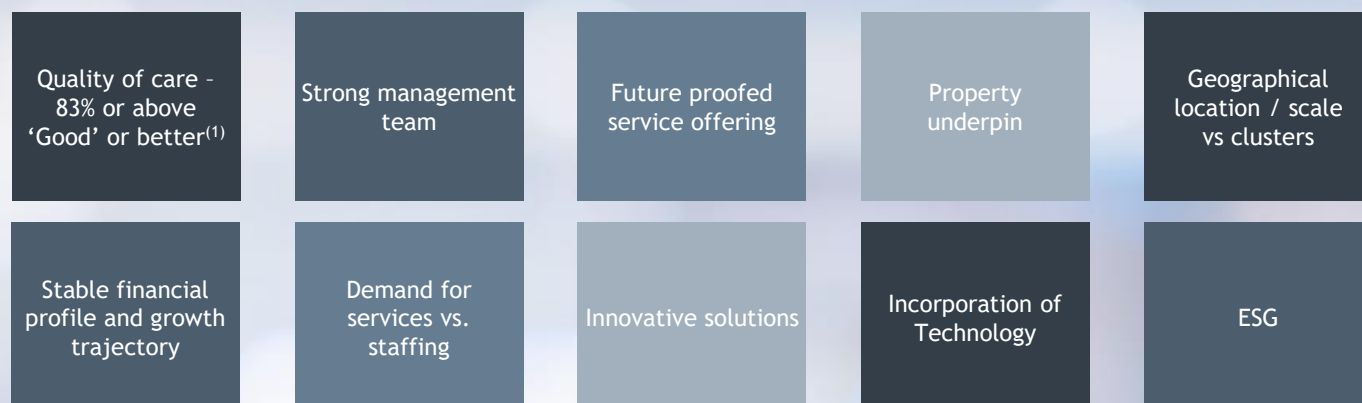 Quality of care –
83% or above
‘Good’ or better(1)
Strong management
team
Future proofed
service offering
Property
underpin
Geographical
location / scale
vs clusters
Stable financial
profile and growth
trajectory
Demand for
services vs.
staffing
Innovative solutions
Incorporation of
Technology
ESG